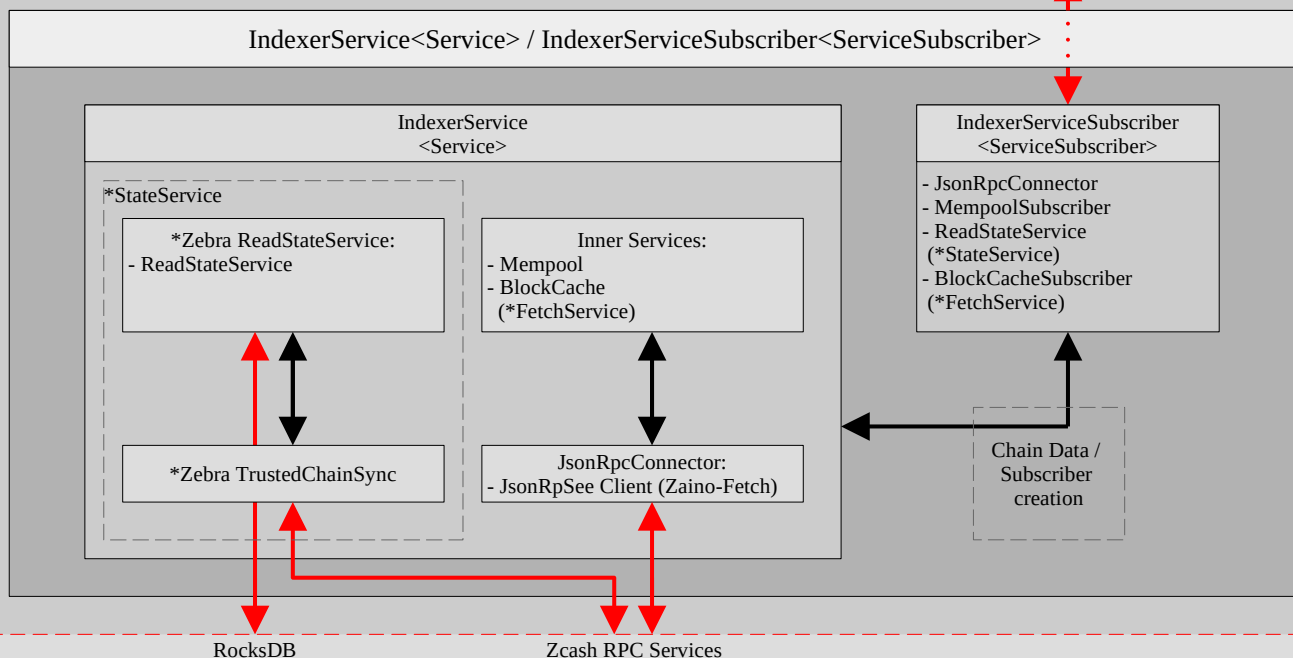 IndexerService<Service> / IndexerServiceSubscriber<ServiceSubscriber>
IndexerService
<Service>
*StateService
*Zebra ReadStateService:
- ReadStateService
Inner Services:
- Mempool
- BlockCache
(*FetchService)
*Zebra TrustedChainSync
JsonRpcConnector:
- JsonRpSee Client (Zaino-Fetch)
IndexerServiceSubscriber
<ServiceSubscriber>
- JsonRpcConnector
- MempoolSubscriber
- ReadStateService
(*StateService)
- BlockCacheSubscriber
(*FetchService)
Chain Data /
Subscriber
creation
RocksDB
Zcash RPC Services